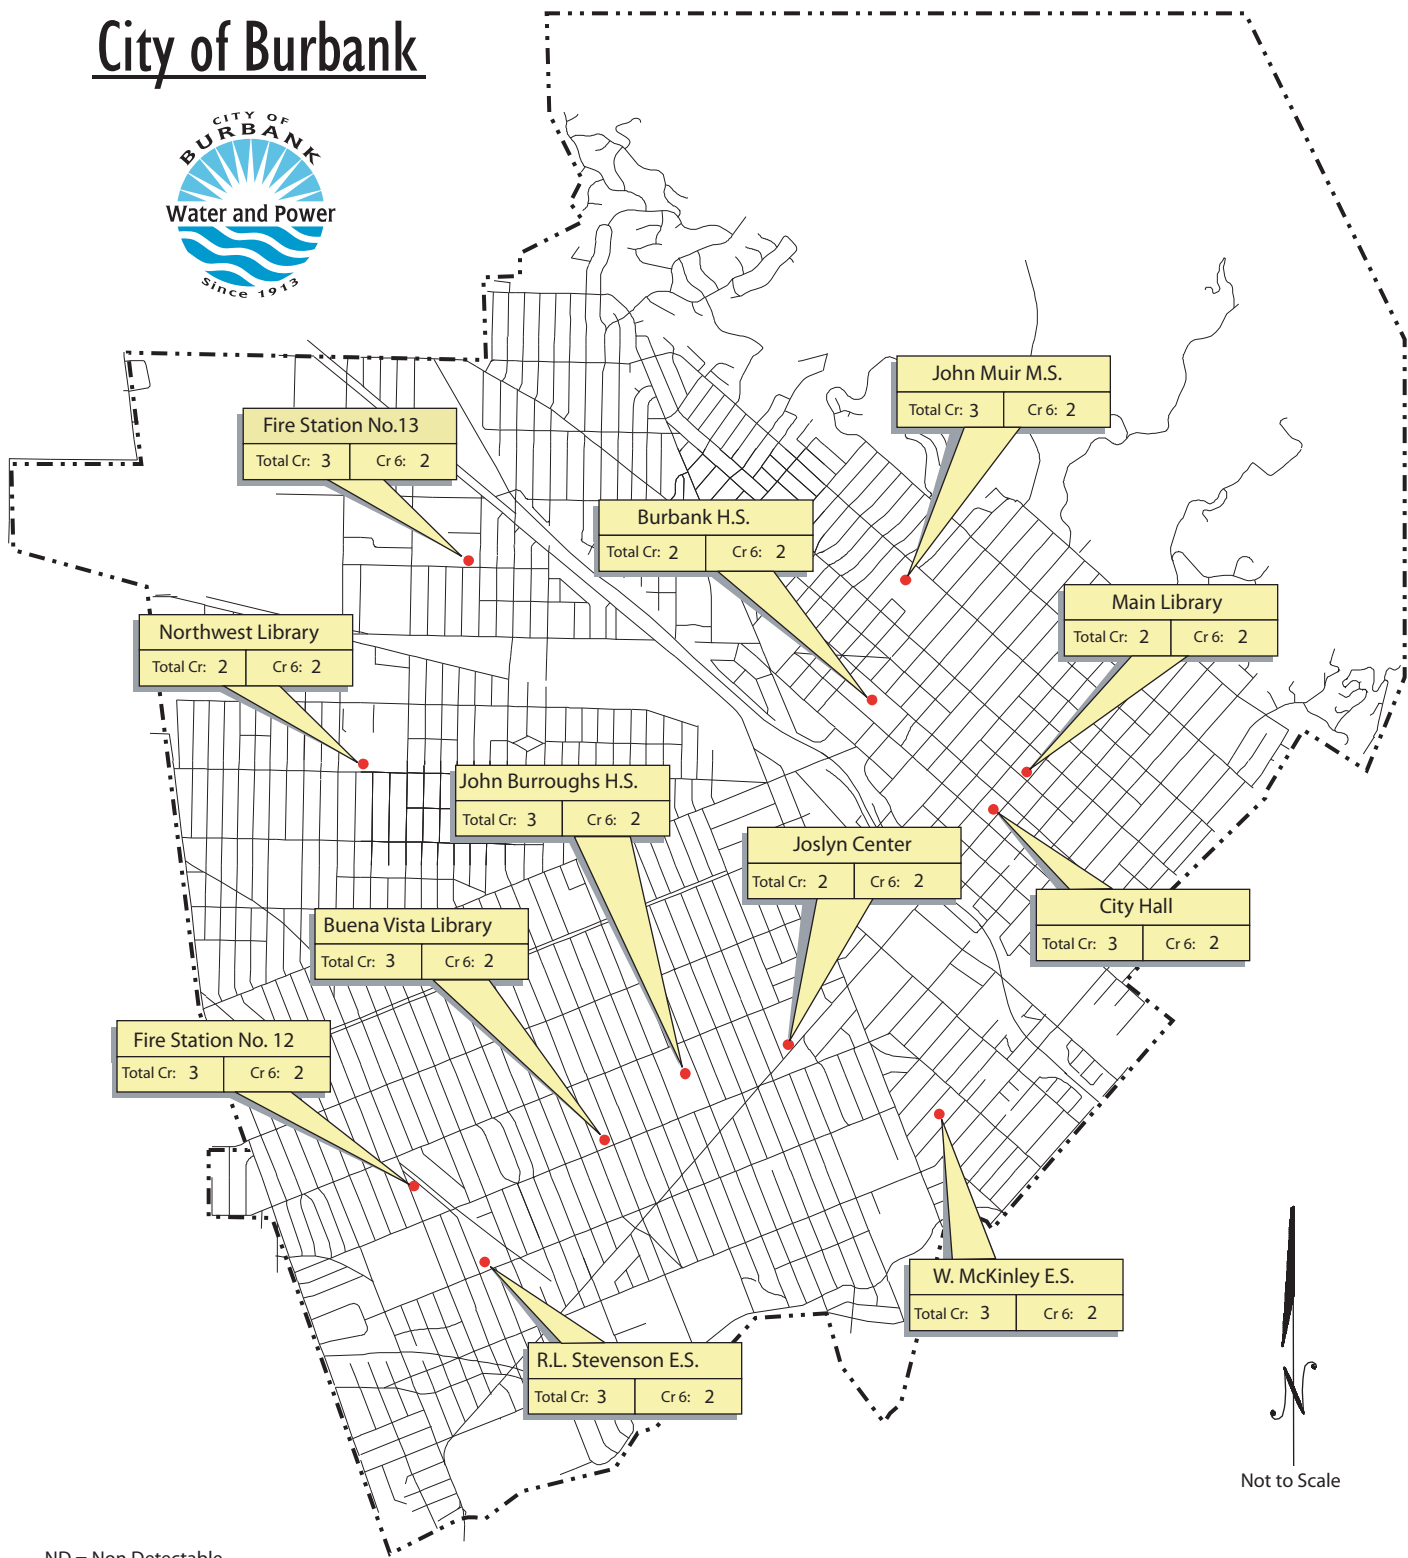 City of Burbank
CITY OF
BURBANK
Water and Power
Since 1913
John Muir M.S.
Total Cr: 3 Cr 6: 2
Fire Station No.13
Total Cr: 3 Cr 6: 2
Burbank H.S.
Total Cr: 2 Cr 6: 2
Main Library
Total Cr: 2 Cr 6: 2
Northwest Library
Total Cr: 2 Cr 6: 2
John Burroughs H.S.
Total Cr: 3 Cr 6: 2
Joslyn Center
Total Cr: 2 Cr 6: 2
City Hall
Total Cr: 3 Cr 6: 2
Buena Vista Library
Total Cr: 3 Cr 6: 2
Fire Station No. 12
Total Cr: 3 Cr 6: 2
W. McKinley E.S.
Total Cr: 3 Cr 6: 2
R.L. Stevenson E.S.
Total Cr: 3 Cr 6: 2
N
Not to Scale
ND = Non Detectable